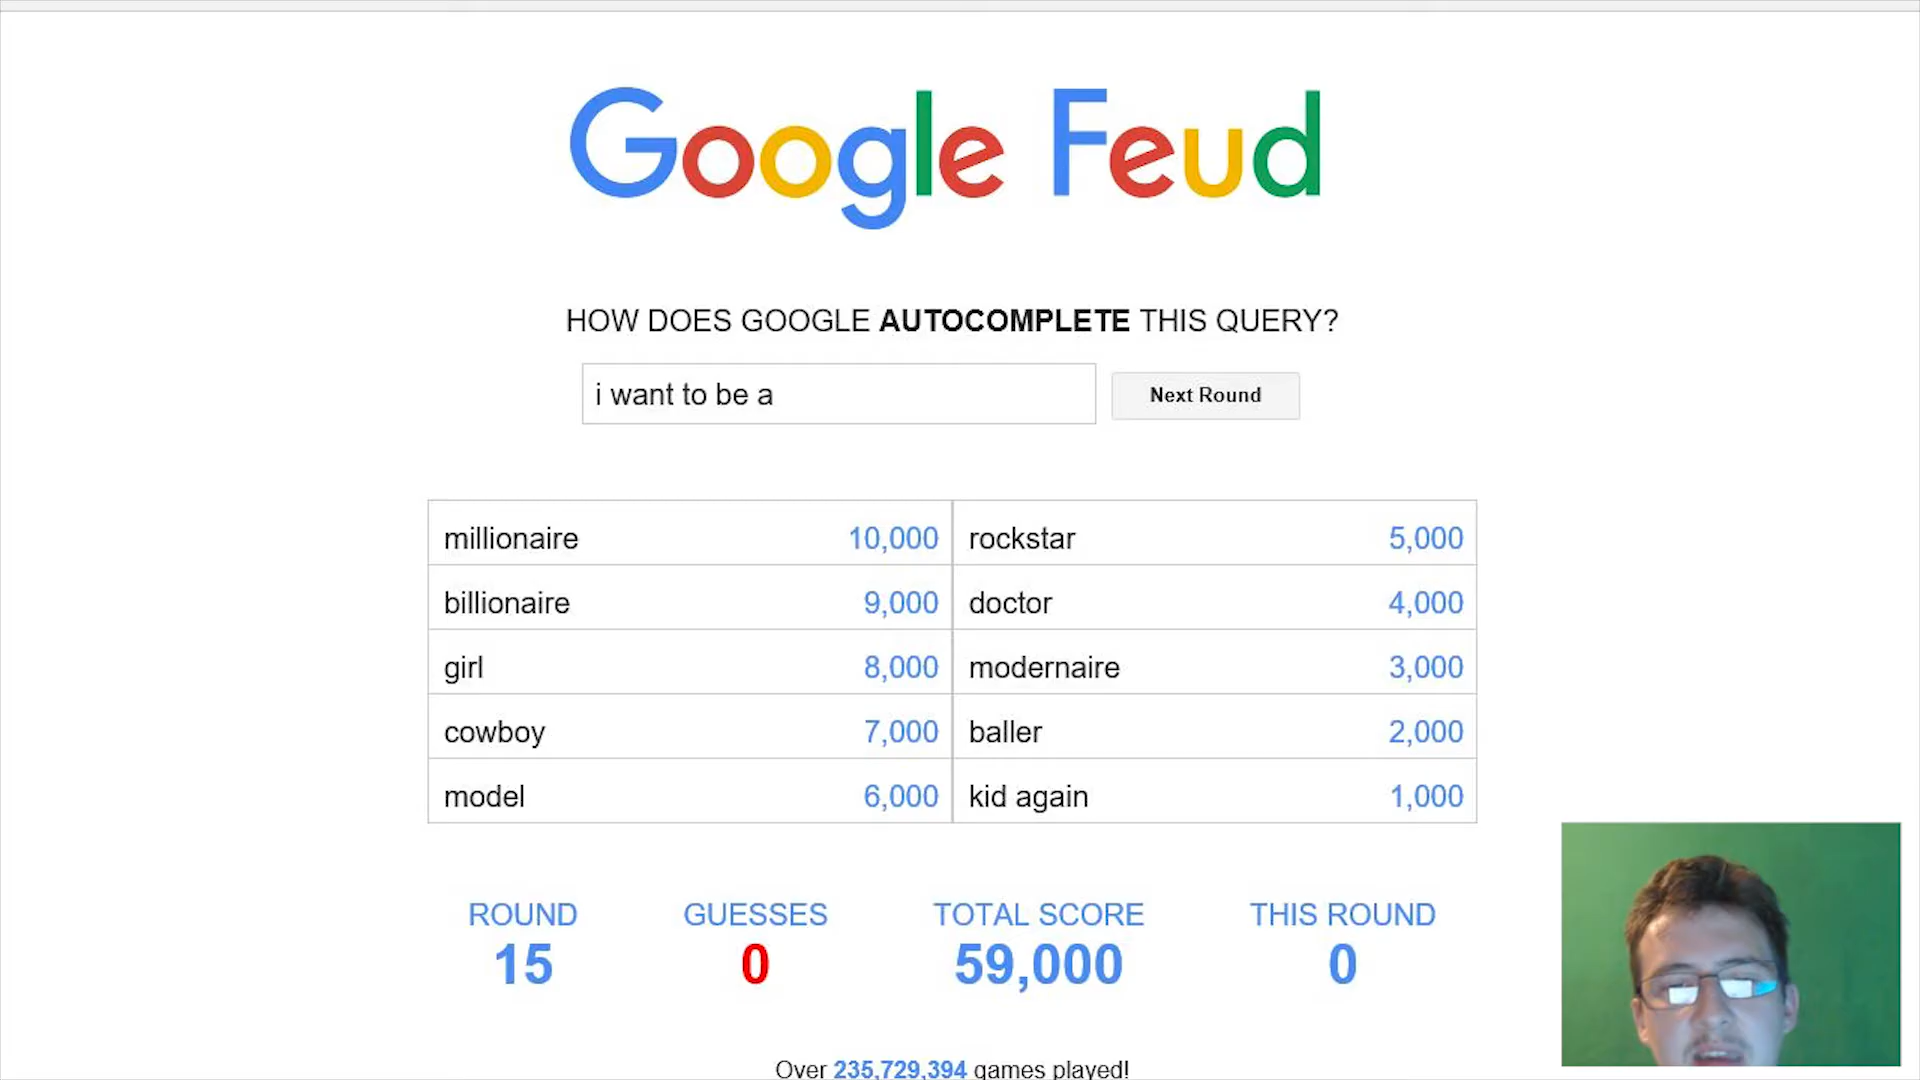 Google Feud
HOW DOES GOOGLE AUTOCOMPLETE THIS QUERY?
i want to be a
Next Round
millionaire 10,000 rockstar 5,000
billionaire 9,000 doctor 4,000
girl 8,000 modernaire 3,000
cowboy 7,000 baller 2,000
model 6,000 kid again 1,000
ROUND GUESSES TOTAL SCORE THIS ROUND
15 0 59,000 0
Over 235,729,394 games played!